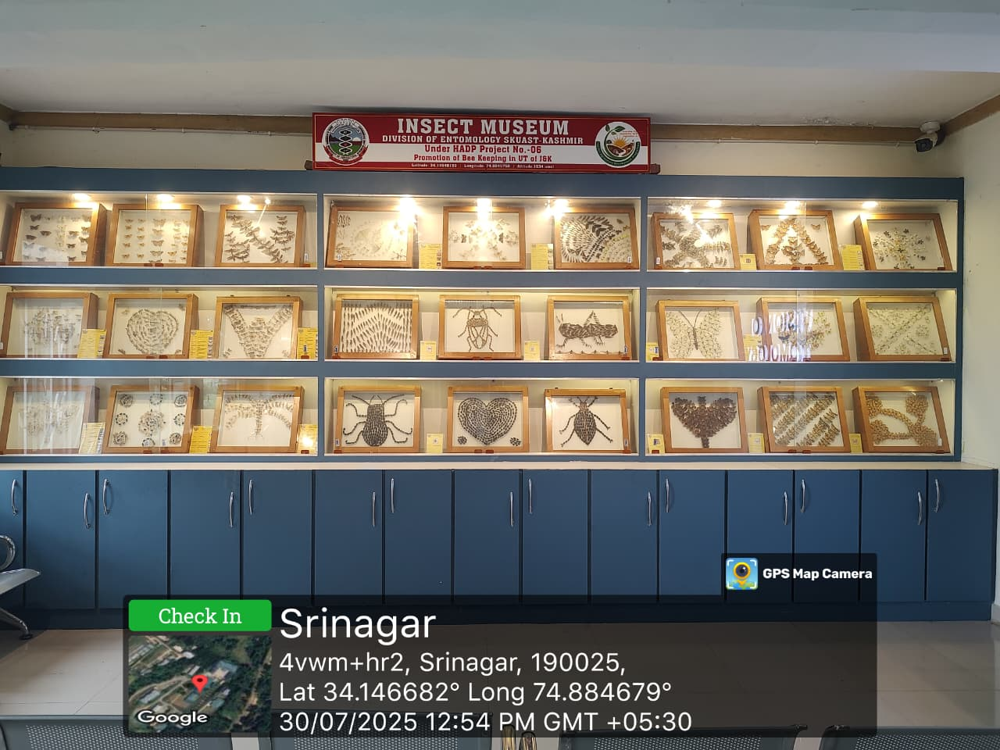 INSECT MUSEUM
DIVISION OF ENTOMOLOGY SKUAST-KASHMIR
Under HADP Project No.-06
Promotion of Bee Keeping in UT of J&K
GPS Map Camera
Check In
Srinagar
4vwm+hr2, Srinagar, 190025,
Lat 34.146682° Long 74.884679°
30/07/2025 12:54 PM GMT +05:30
Google